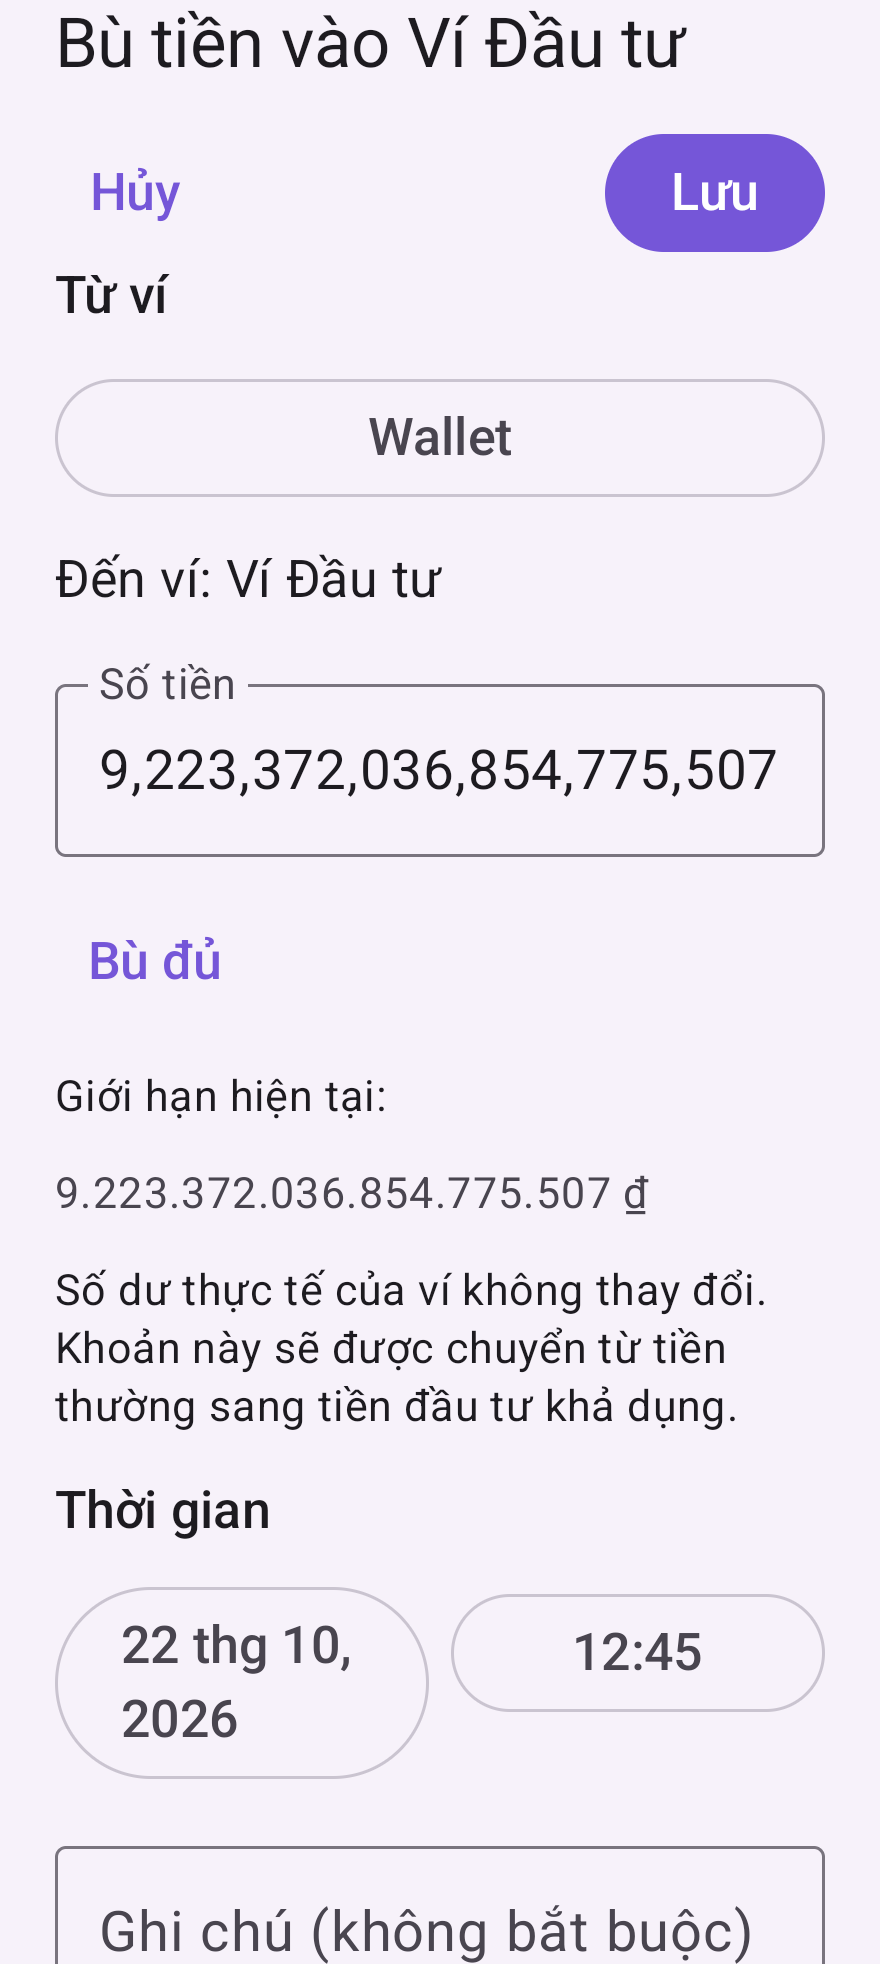 Bù tiền vào Ví Đầu tư
Hủy
Lưu
Từ ví
Wallet
Đến ví: Ví Đầu tư
Số tiền
9,223,372,036,854,775,507
Bù đủ
Giới hạn hiện tại:
9.223.372.036.854.775.507 ₫
Số dư thực tế của ví không thay đổi.
Khoản này sẽ được chuyển từ tiền
thường sang tiền đầu tư khả dụng.
Thời gian
22 thg 10,
2026
12:45
Ghi chú (không bắt buộc)